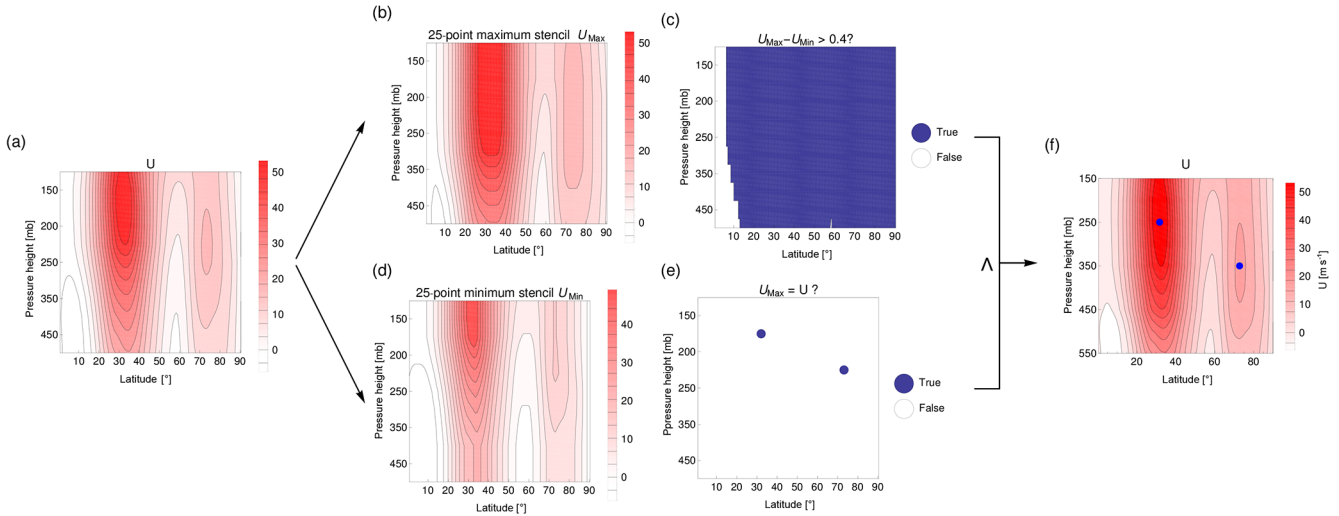 (a)
U
Pressure height [mb]
150
200
250
350
450
10 20 30 40 50 60 70 80 90
Latitude [°]
50
40
30
20
10
0
(b)
25-point maximum stencil U Max
Pressure height [mb]
150
200
250
350
450
10 20 30 40 50 60 70 80 90
Latitude [°]
50
40
30
20
10
0
(c)
UMax−UMin > 0.4?
Pressure height [mb]
150
200
250
350
450
10 20 30 40 50 60 70 80 90
Latitude [°]
True
False
(d)
25-point minimum stencil UMin
Pressure height [mb]
150
200
250
350
450
10 20 30 40 50 60 70 80 90
Latitude [°]
40
30
20
10
0
(e)
UMax = U ?
Ppressure height [mb]
150
200
250
350
450
10 20 30 40 50 60 70 80 90
Latitude [°]
True
False
Λ
(f)
U
Pressure height [mb]
150
250
350
450
550
20 40 60 80
Latitude [°]
50
40
30
20
10
0
U [m s-1]